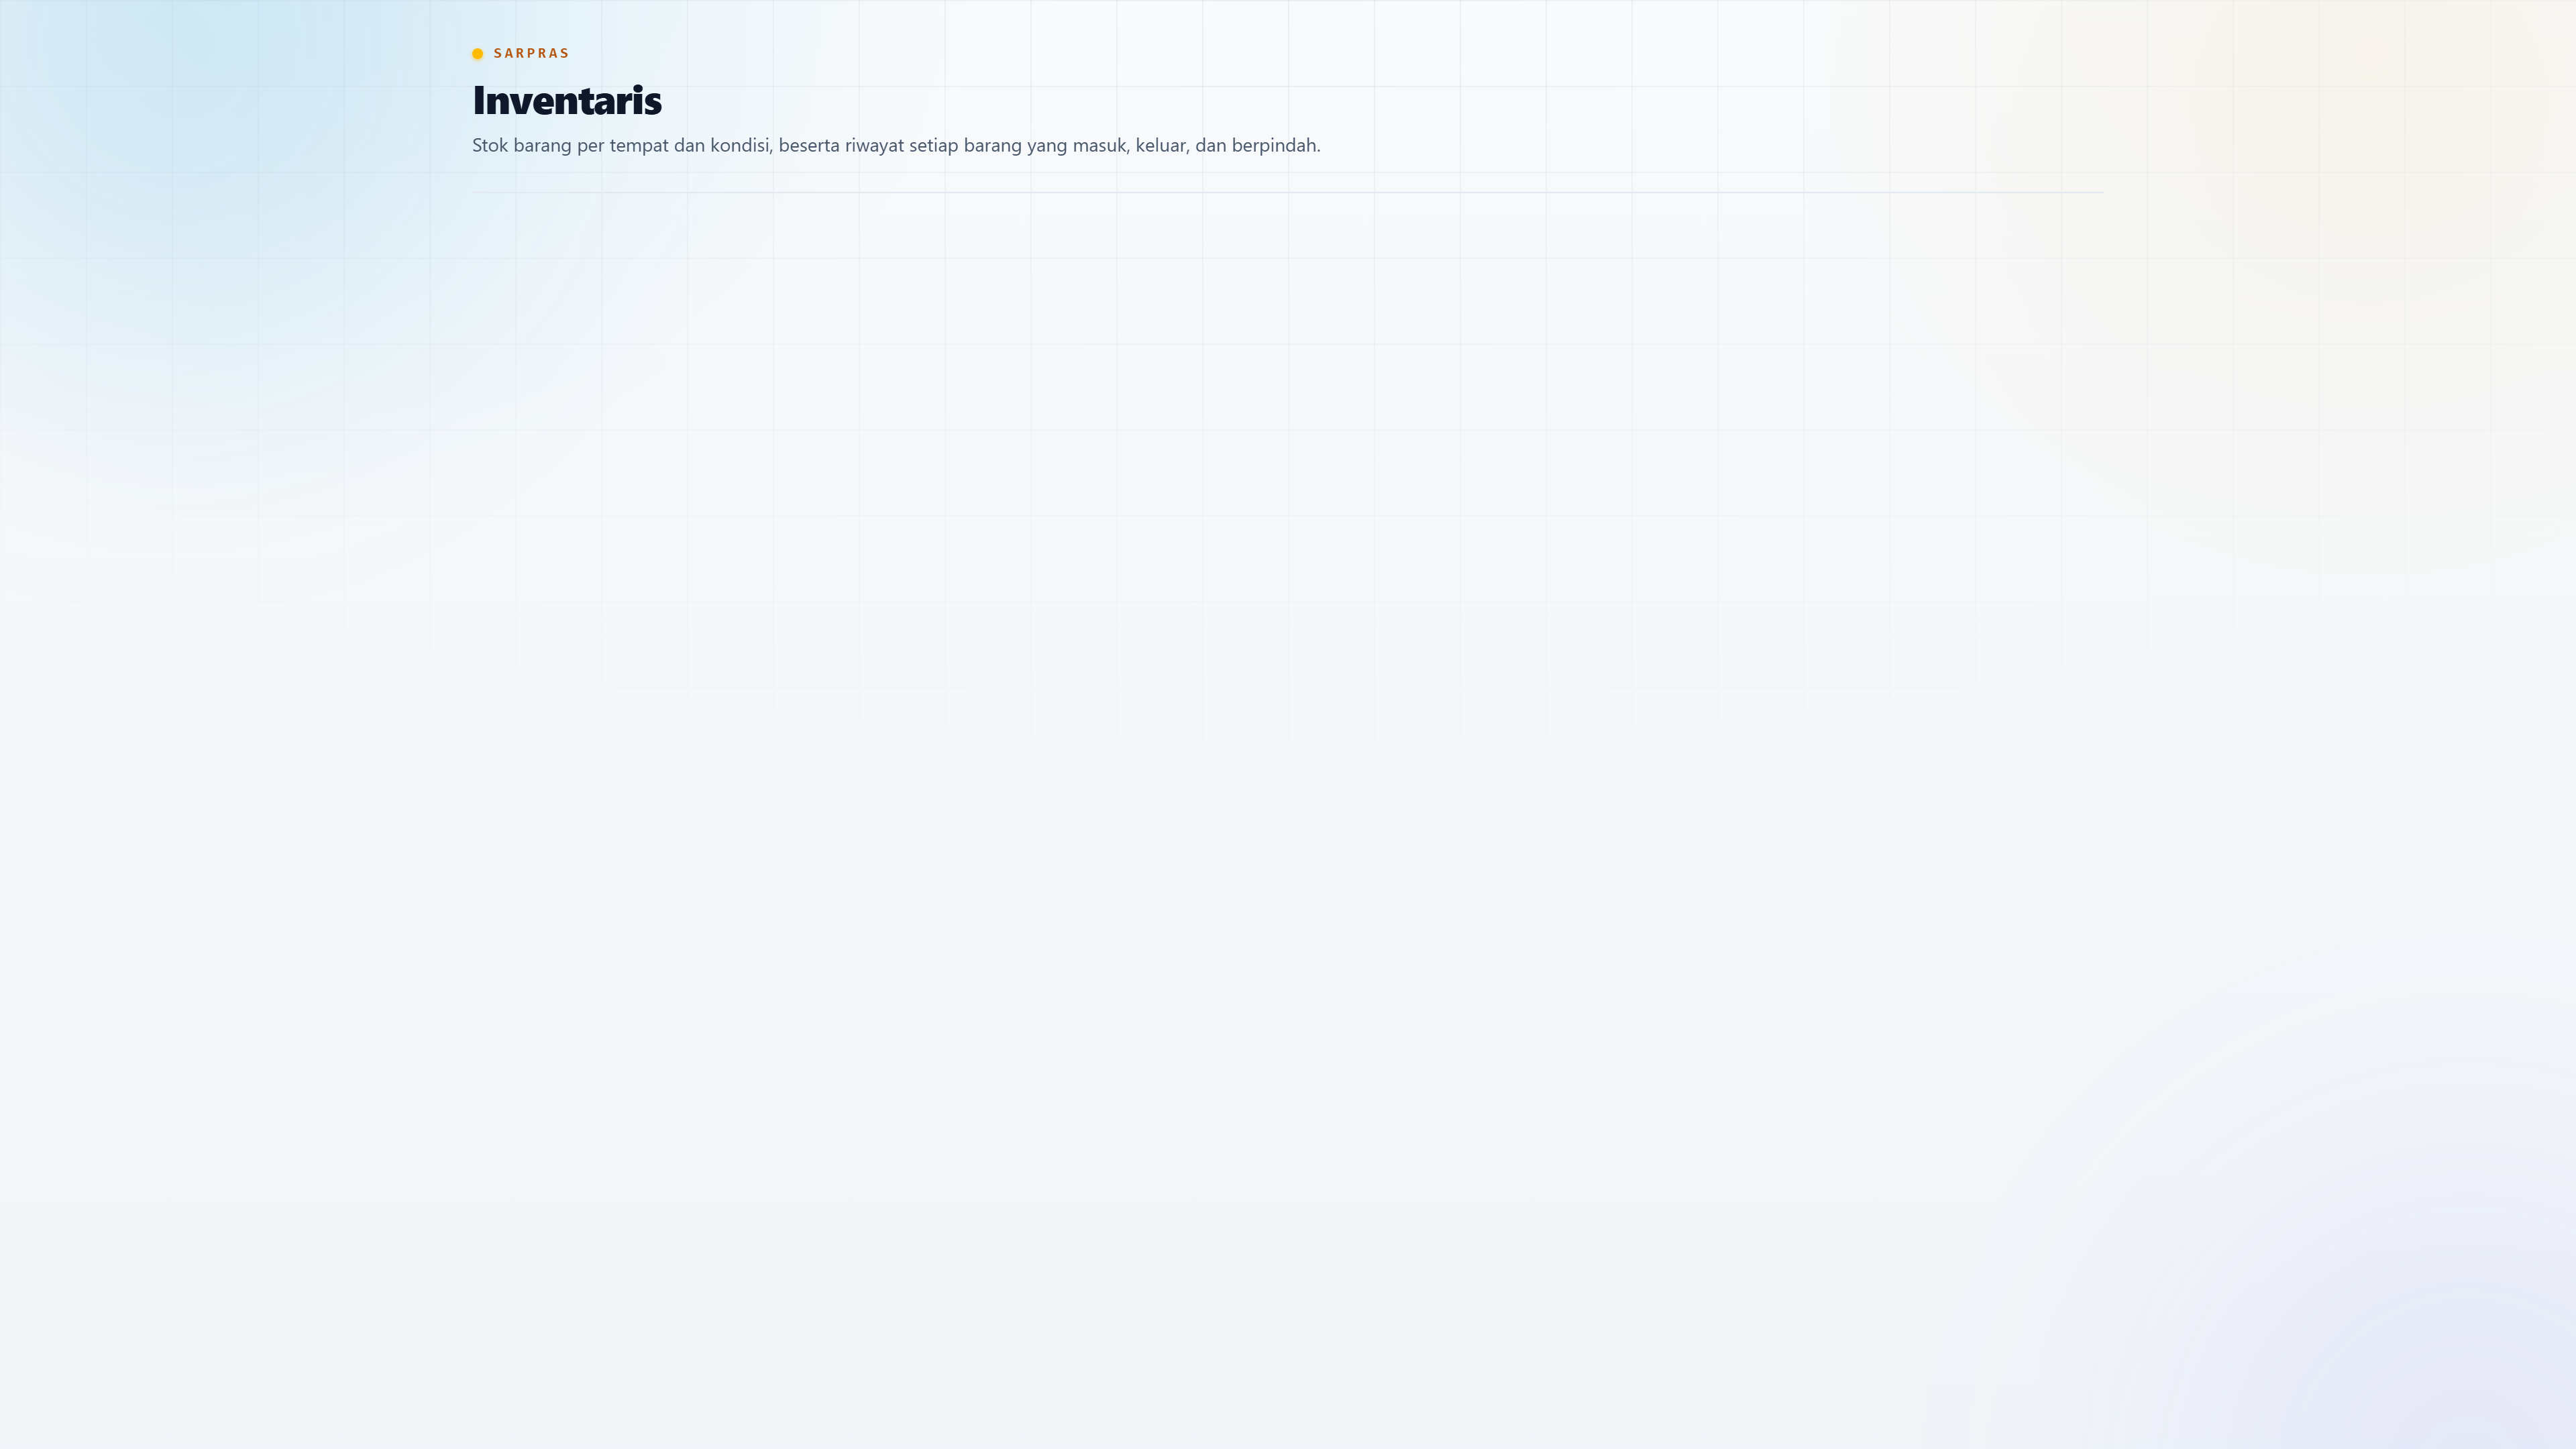 SARPRAS
Inventaris
Stok barang per tempat dan kondisi, beserta riwayat setiap barang yang masuk, keluar, dan berpindah.